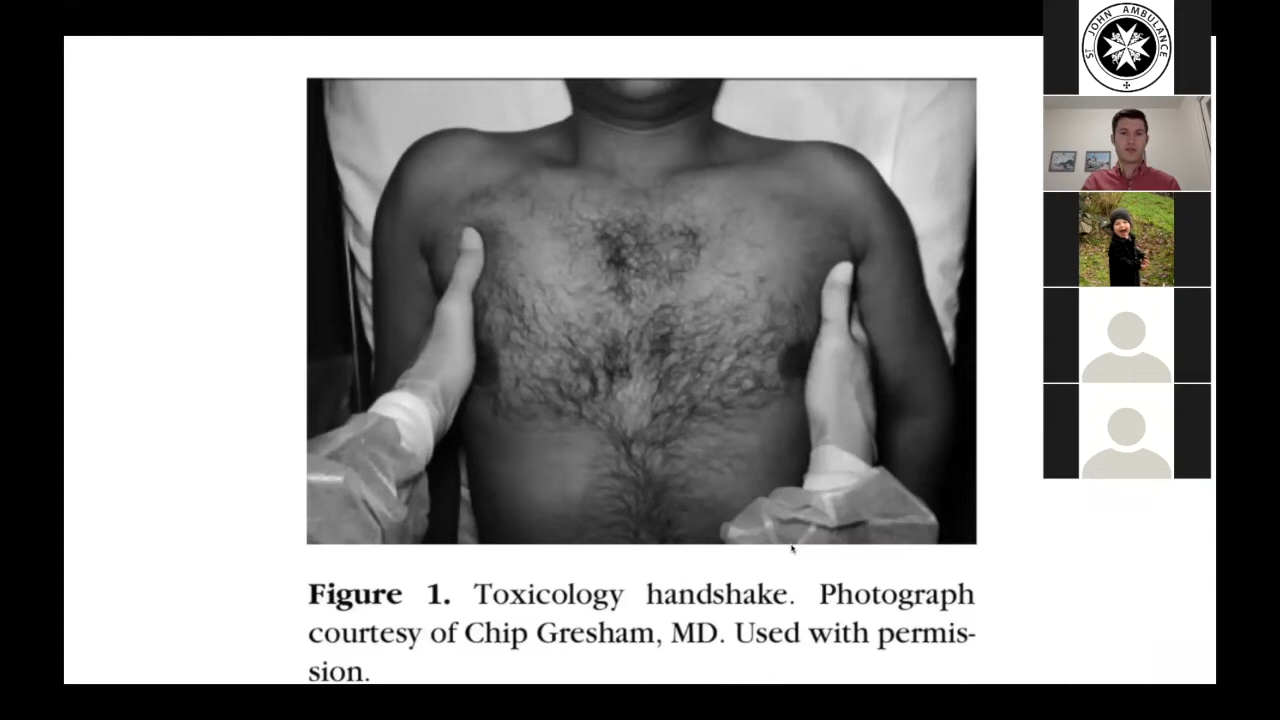 ST JOHN AMBULANCE
Figure 1. Toxicology handshake. Photograph
courtesy of Chip Gresham, MD. Used with permis-
sion.